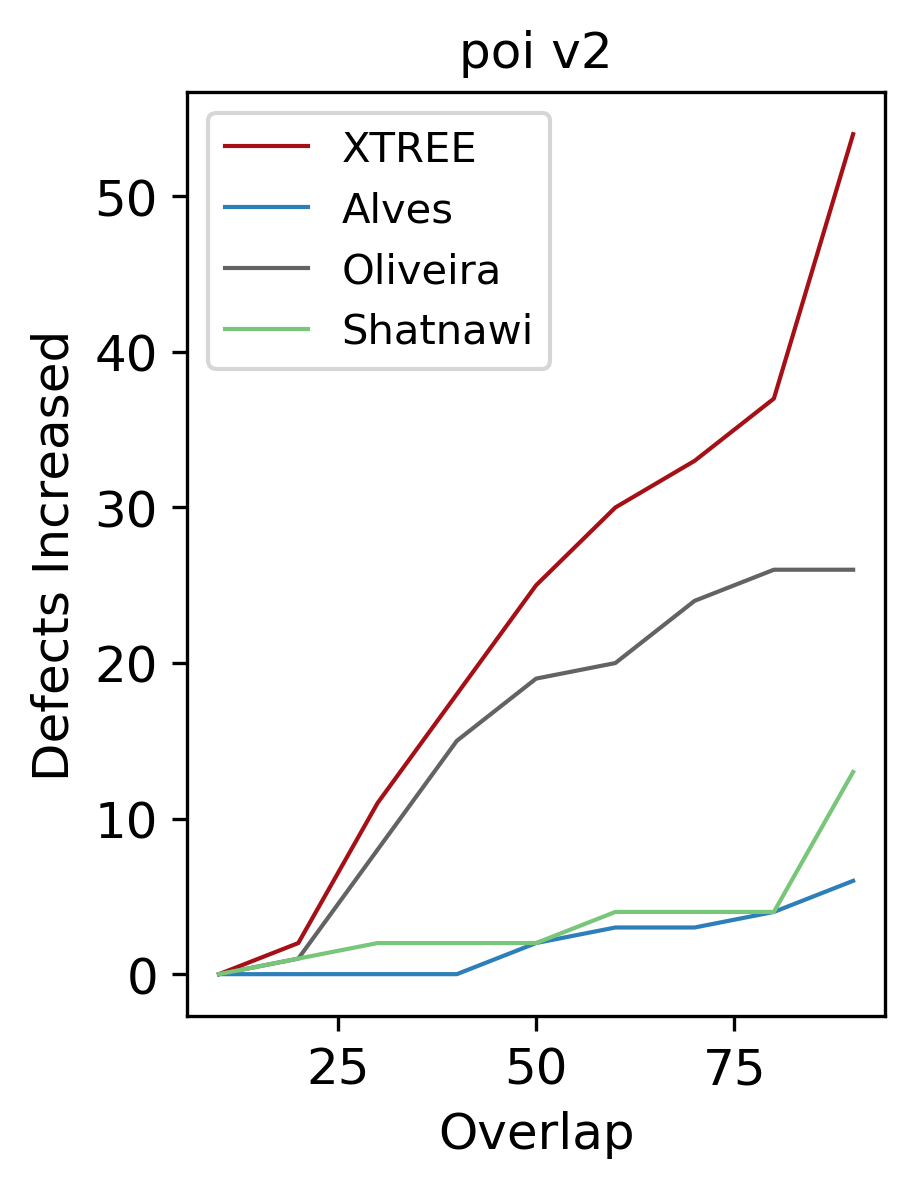 poi v2
XTREE
Alves
Oliveira
Shatnawi
Defects Increased
50
40
30
20
10
0
25 50 75
Overlap